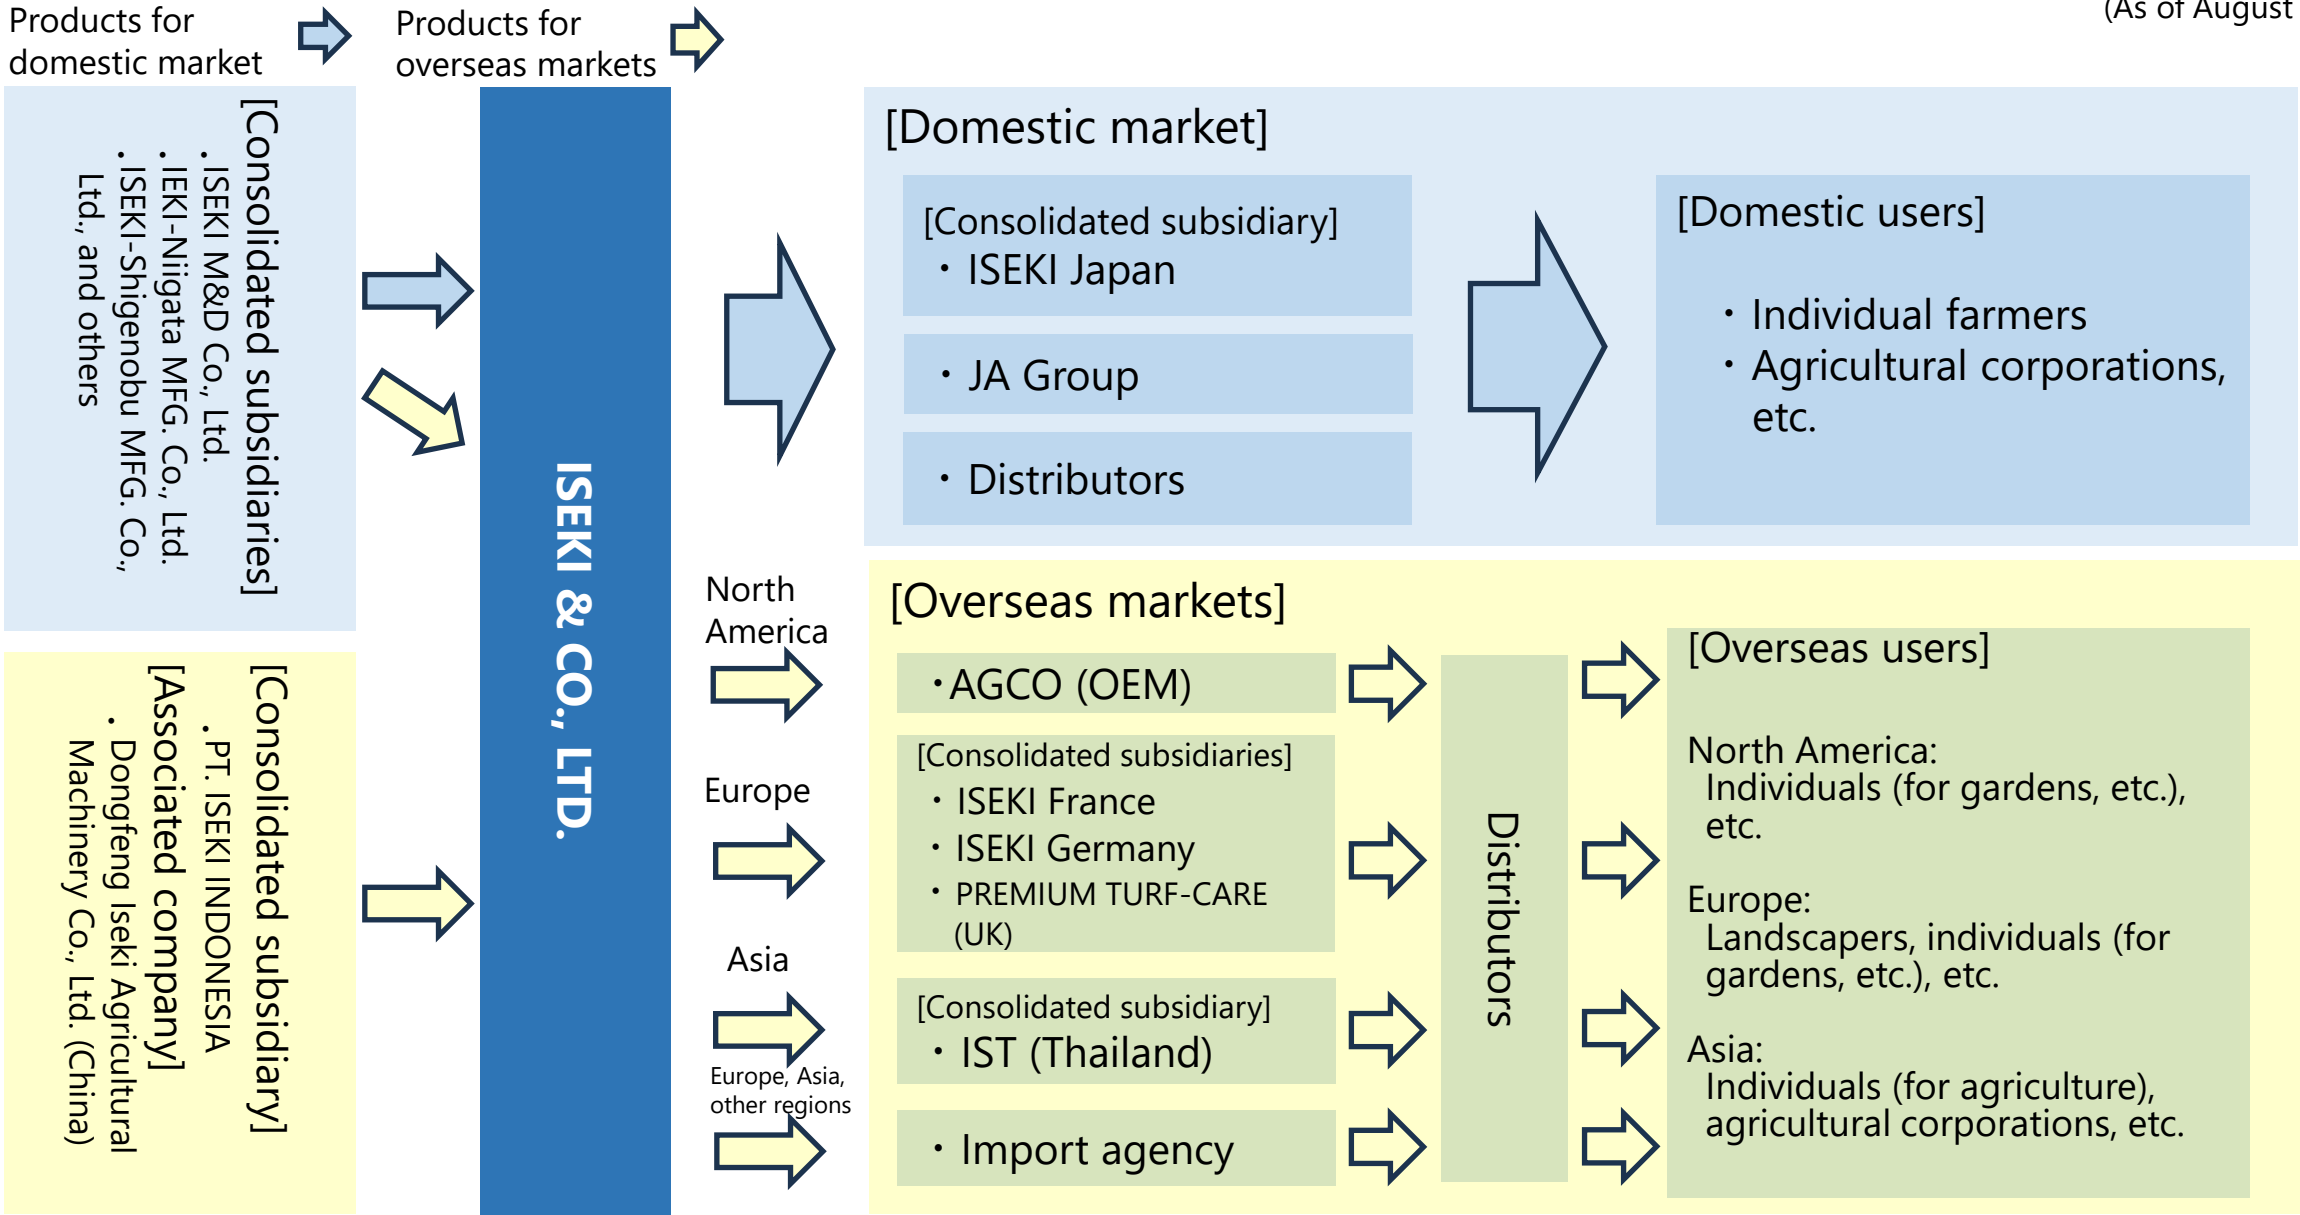 (As of August
Products for
domestic market
Products for
overseas markets
[Consolidated subsidiaries]
・ISEKI M&D Co., Ltd.
・IEKI-Niigata MFG. Co., Ltd.
・ISEKI-Shigenobu MFG. Co.,
Ltd., and others
[Consolidated subsidiary]
・PT. ISEKI INDONESIA
[Associated company]
・Dongfeng Iseki Agricultural
Machinery Co., Ltd. (China)
ISEKI & CO., LTD.
[Domestic market]
[Consolidated subsidiary]
・ISEKI Japan
・JA Group
・Distributors
[Domestic users]
・Individual farmers
・Agricultural corporations,
etc.
North
America
Europe
Asia
Europe, Asia,
other regions
[Overseas markets]
・AGCO (OEM)
[Consolidated subsidiaries]
・ISEKI France
・ISEKI Germany
・PREMIUM TURF-CARE
(UK)
[Consolidated subsidiary]
・IST (Thailand)
・Import agency
Distributors
[Overseas users]
North America:
Individuals (for gardens, etc.),
etc.
Europe:
Landscapers, individuals (for
gardens, etc.), etc.
Asia:
Individuals (for agriculture),
agricultural corporations, etc.